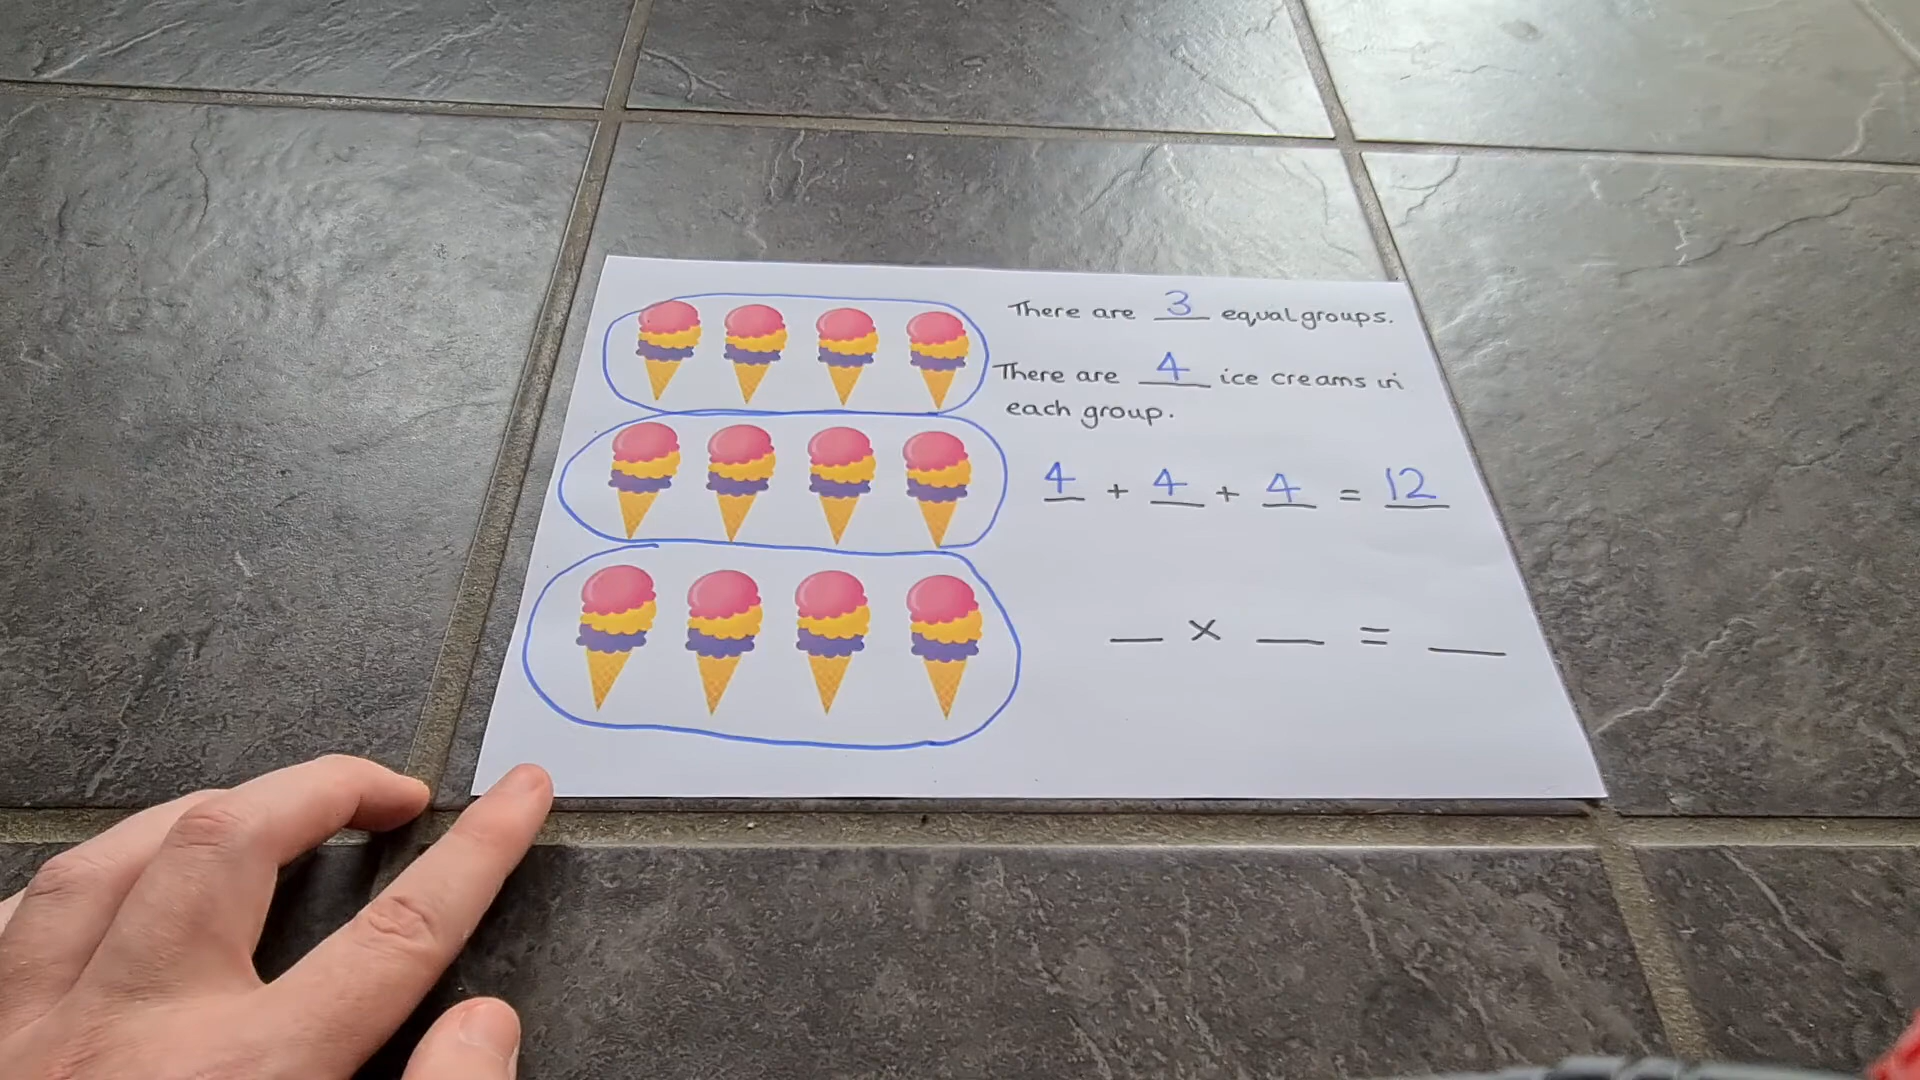 There are 3 equal groups.
There are 4 ice creams in
each group.
4 + 4 + 4 = 12
__ × __ = __